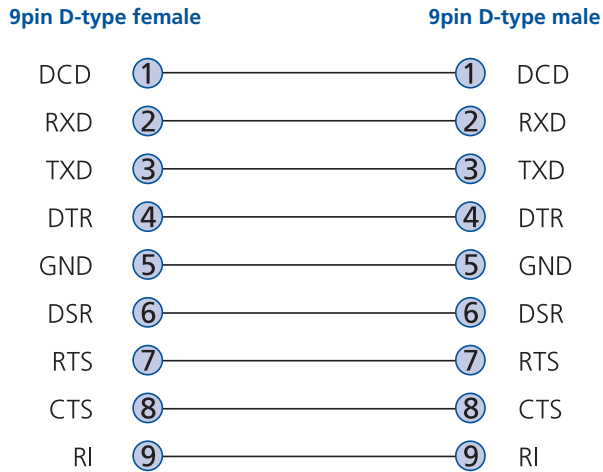 9pin D-type female 9pin D-type male
DCD 1 1 DCD
RXD 2 2 RXD
TXD 3 3 TXD
DTR 4 4 DTR
GND 5 5 GND
DSR 6 6 DSR
RTS 7 7 RTS
CTS 8 8 CTS
RI 9 9 RI